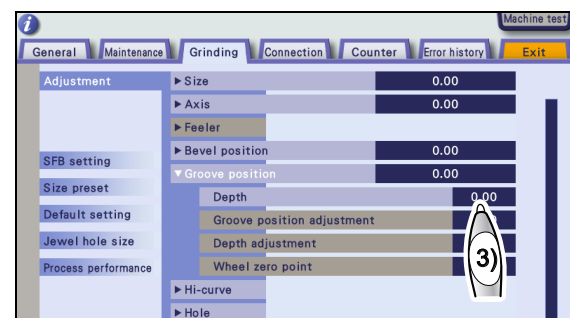 i
Machine test
General Maintenance Grinding Connection Counter Error history Exit
Adjustment
SFB setting
Size preset
Default setting
Jewel hole size
Process performance
▶ Size 0.00
▶ Axis 0.00
▶ Feeler
▶ Bevel position 0.00
▼ Groove position 0.00
Depth 0.00
Groove position adjustment
Depth adjustment
Wheel zero point
▶ Hi-curve
▶ Hole
3)